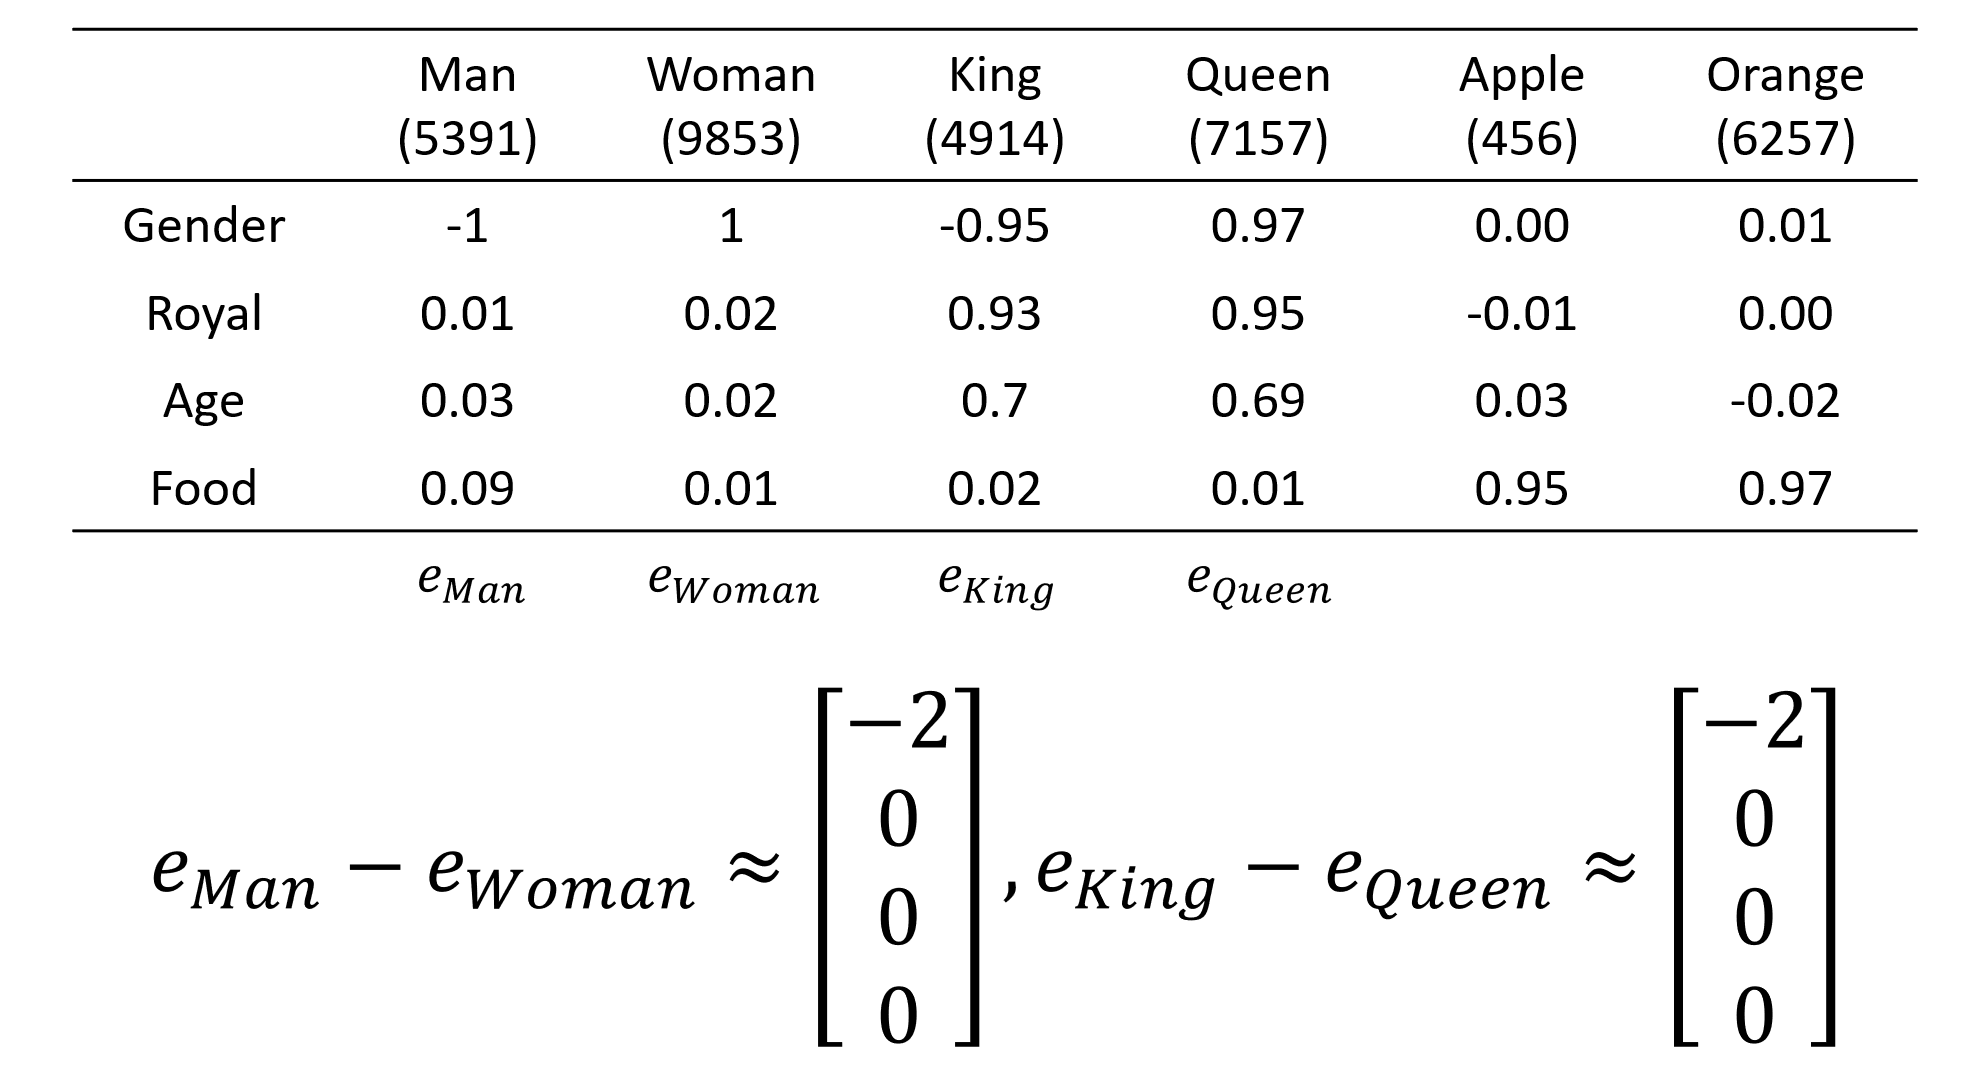 Man Woman King Queen Apple Orange
(5391) (9853) (4914) (7157) (456) (6257)
Gender -1 1 -0.95 0.97 0.00 0.01
Royal 0.01 0.02 0.93 0.95 -0.01 0.00
Age 0.03 0.02 0.7 0.69 0.03 -0.02
Food 0.09 0.01 0.02 0.01 0.95 0.97
e_Man e_Woman e_King e_Queen
e_Man − e_Woman ≈ [−2 0 0 0], e_King − e_Queen ≈ [−2 0 0 0]